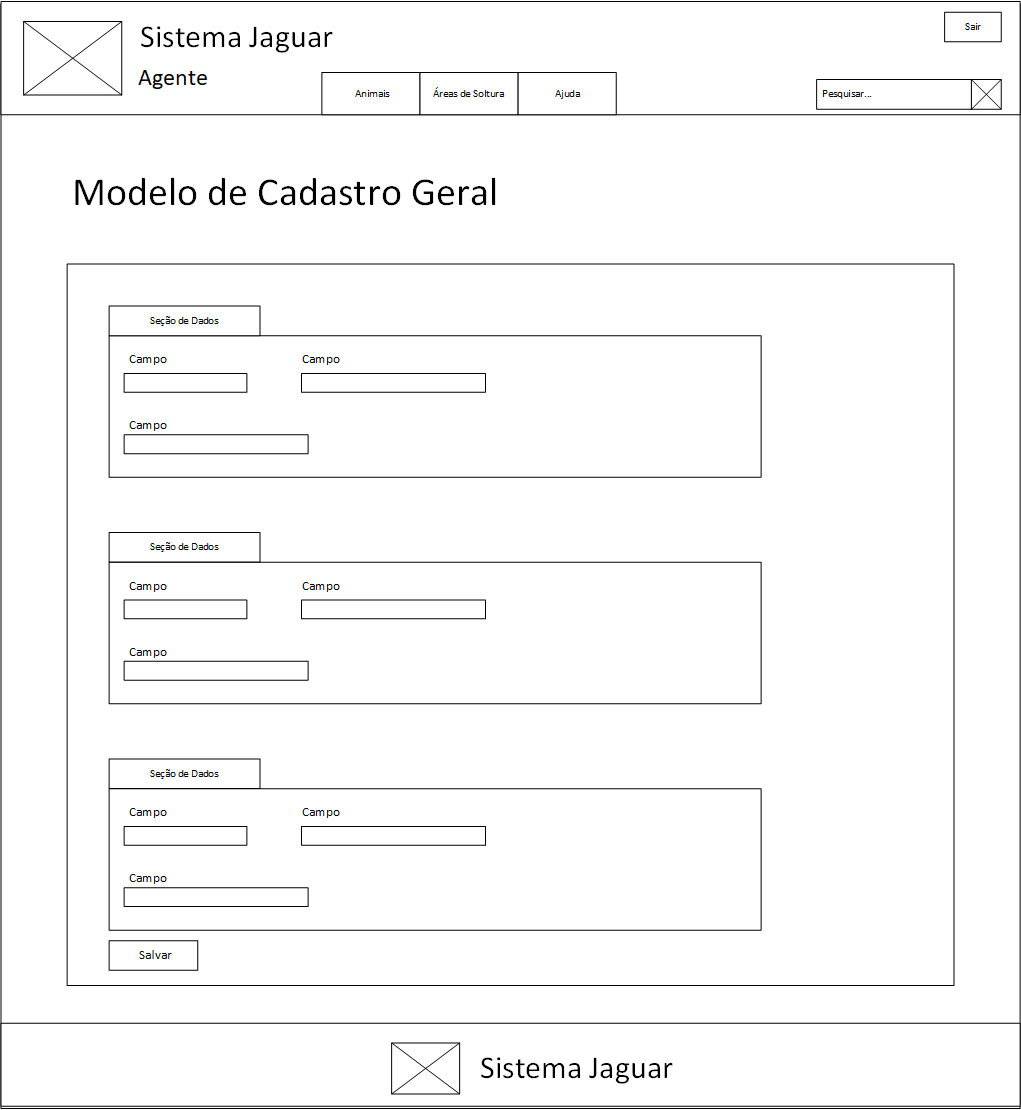 Sistema Jaguar
Sair
Agente
Animais
Áreas de Soltura
Ajuda
Pesquisar...
Modelo de Cadastro Geral
Seção de Dados
Campo
Campo
Campo
Seção de Dados
Campo
Campo
Campo
Seção de Dados
Campo
Campo
Campo
Salvar
Sistema Jaguar